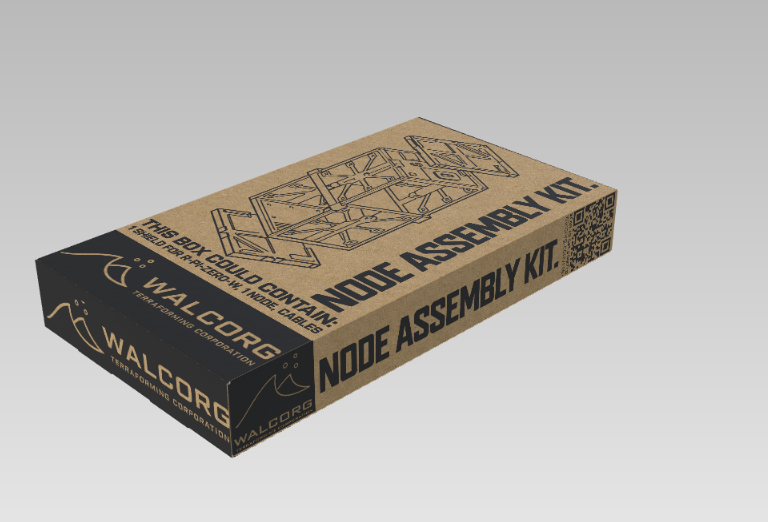 THIS BOX COULD CONTAIN:
1 SHIELD FOR R-PI-ZERO-W, 1 NODE, CABLES
NODE ASSEMBLY KIT.
WALCORG
TERRAFORMING CORPORATION
NODE ASSEMBLY KIT.
WALCORG
TERRAFORMING CORPORATION
WALCORG